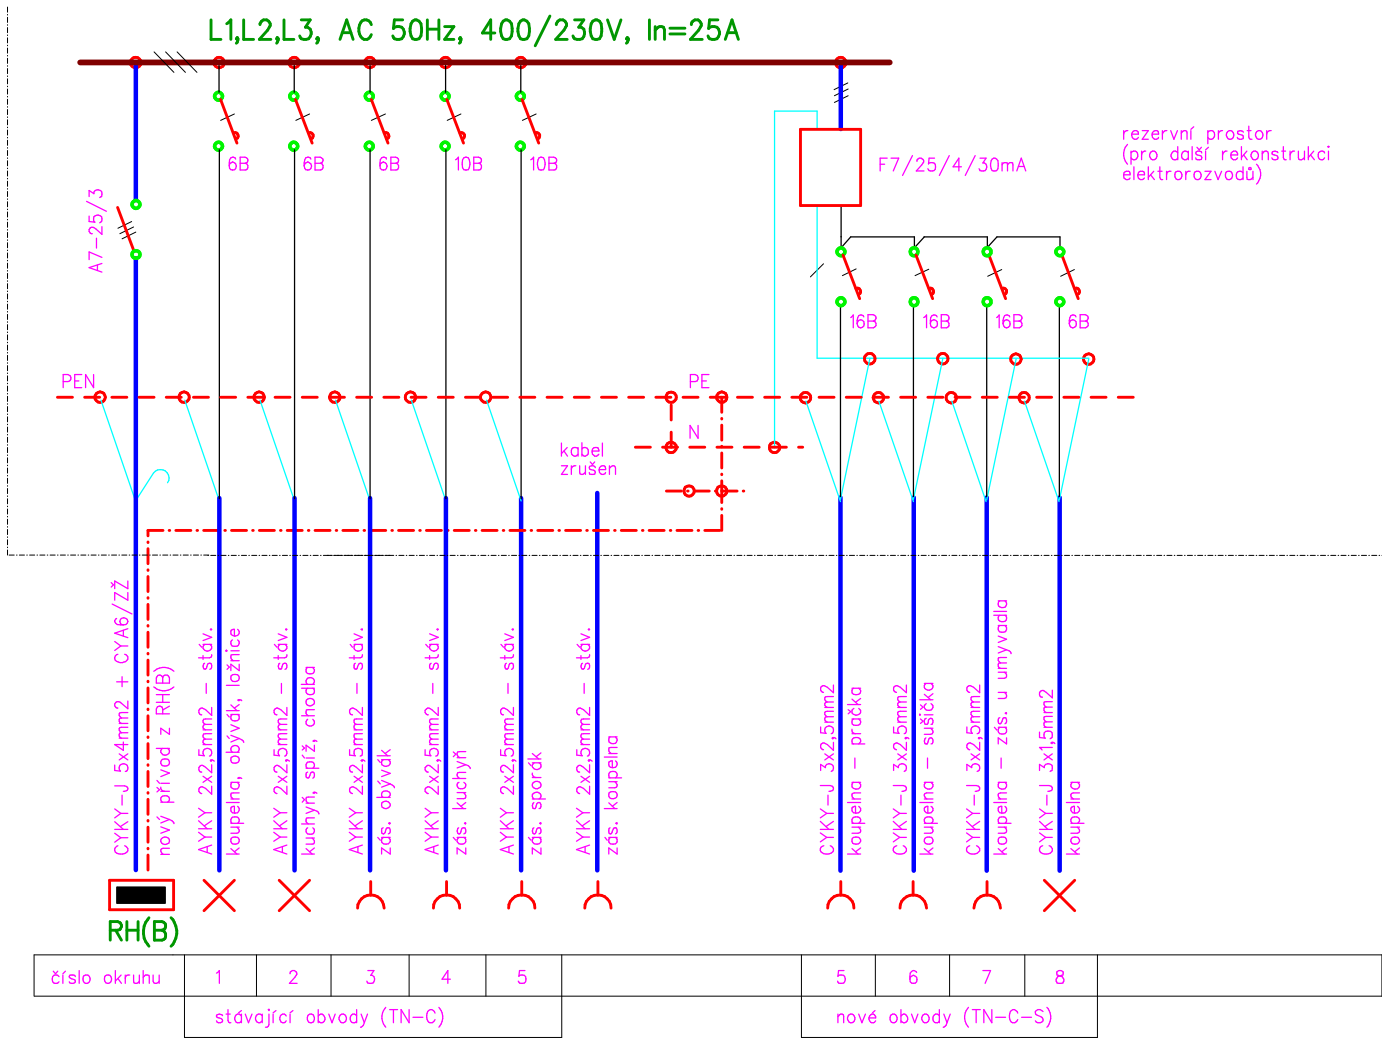 L1,L2,L3, AC 50Hz, 400/230V, In=25A
6B
6B
6B
10B
10B
F7/25/4/30mA
rezervní prostor
(pro další rekonstrukci
elektrorozvodů)
A7-25/3
16B
16B
16B
6B
PEN
PE
N
kabel
zrušen
CYKY-J 5x4mm2 + CYA6/ZŽ
nový přívod z RH(B)
AYKY 2x2,5mm2 - stáv.
koupelna, obývák, ložnice
AYKY 2x2,5mm2 - stáv.
kuchyň, spíž, chodba
AYKY 2x2,5mm2 - stáv.
zás. obývák
AYKY 2x2,5mm2 - stáv.
zás. kuchyň
AYKY 2x2,5mm2 - stáv.
zás. sporák
AYKY 2x2,5mm2 - stáv.
zás. koupelna
CYKY-J 3x2,5mm2
koupelna - pračka
CYKY-J 3x2,5mm2
koupelna - sušička
CYKY-J 3x2,5mm2
koupelna - zás. u umyvadla
CYKY-J 3x1,5mm2
koupelna
RH(B)
číslo okruhu 1 2 3 4 5 5 6 7 8
stávající obvody (TN-C) nové obvody (TN-C-S)